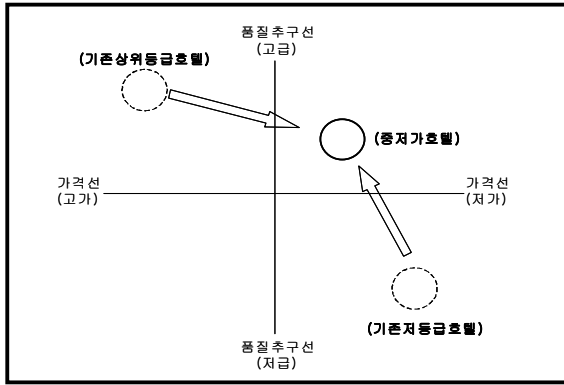 품질추구선
(고급)
(기존상위등급호텔)
(중저가호텔)
가격선
(고가)
가격선
(저가)
(기존저등급호텔)
품질추구선
(저급)